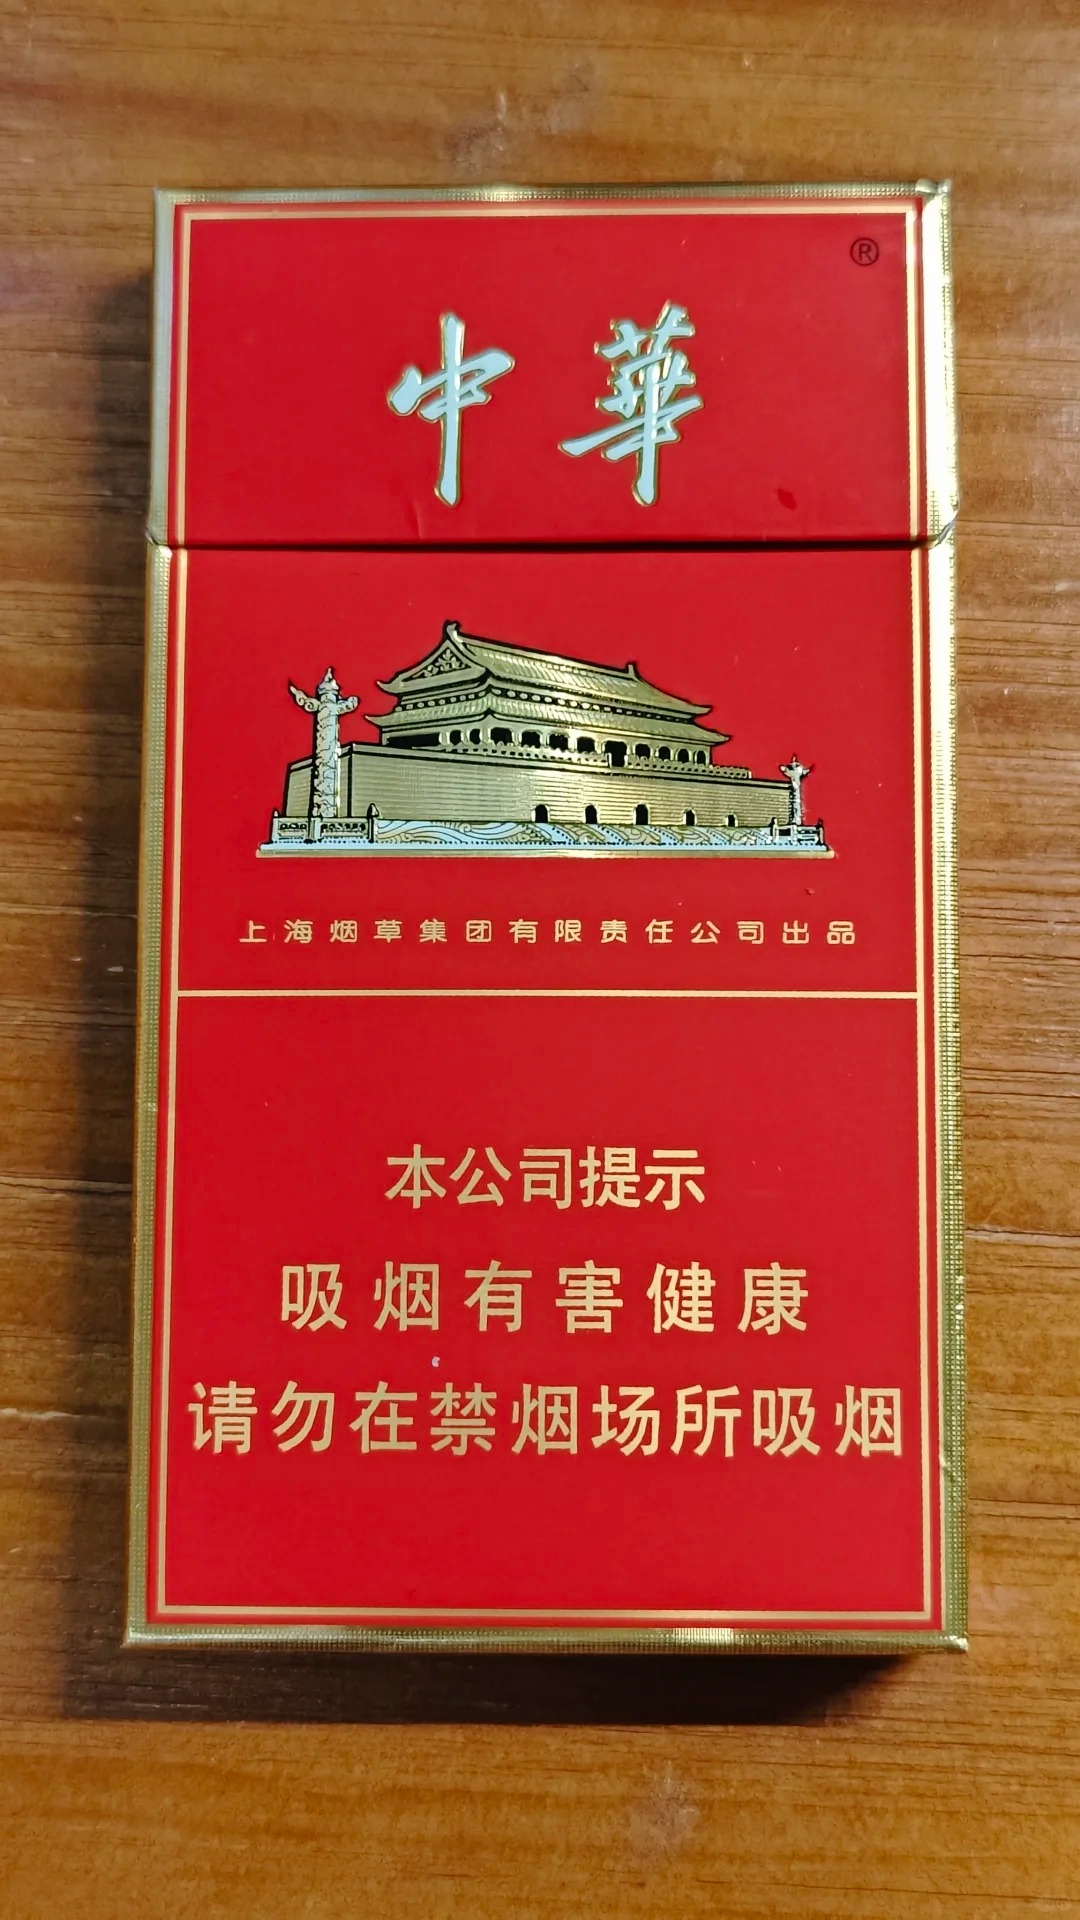 ®
中華
上海烟草集团有限责任公司出品
本公司提示
吸烟有害健康
请勿在禁烟场所吸烟